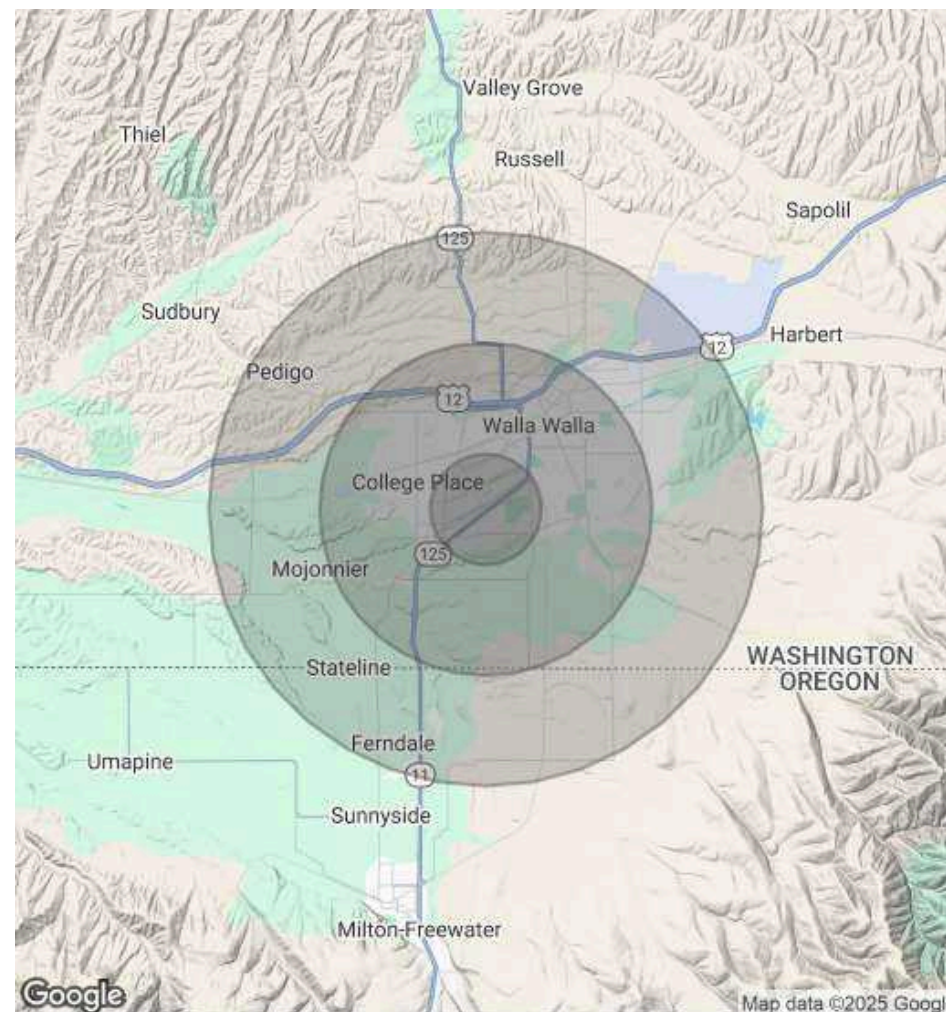 Valley Grove
Thiel
Russell
Sapolil
125
Sudbury
Harbert
12
Pedigo
12
Walla Walla
College Place
125
Mojonnier
WASHINGTON
Stateline
OREGON
Ferndale
Umapine
11
Sunnyside
Milton-Freewater
Google
Map data ©2025 Googl